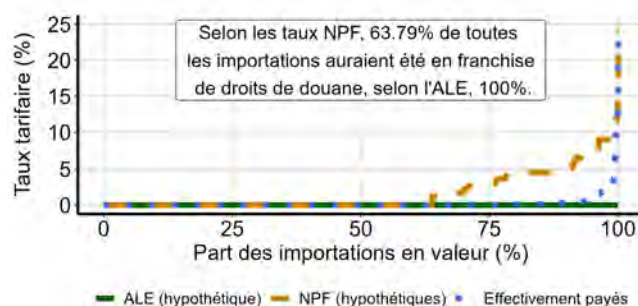 Selon les taux NPF, 63.79% de toutes
les importations auraient été en franchise
de droits de douane, selon l'ALE, 100%.
Taux tarifaire (%)
25
20
15
10
5
0
0 25 50 75 100
Part des importations en valeur (%)
ALE (hypothétique) NPF (hypothétiques) Effectivement payés